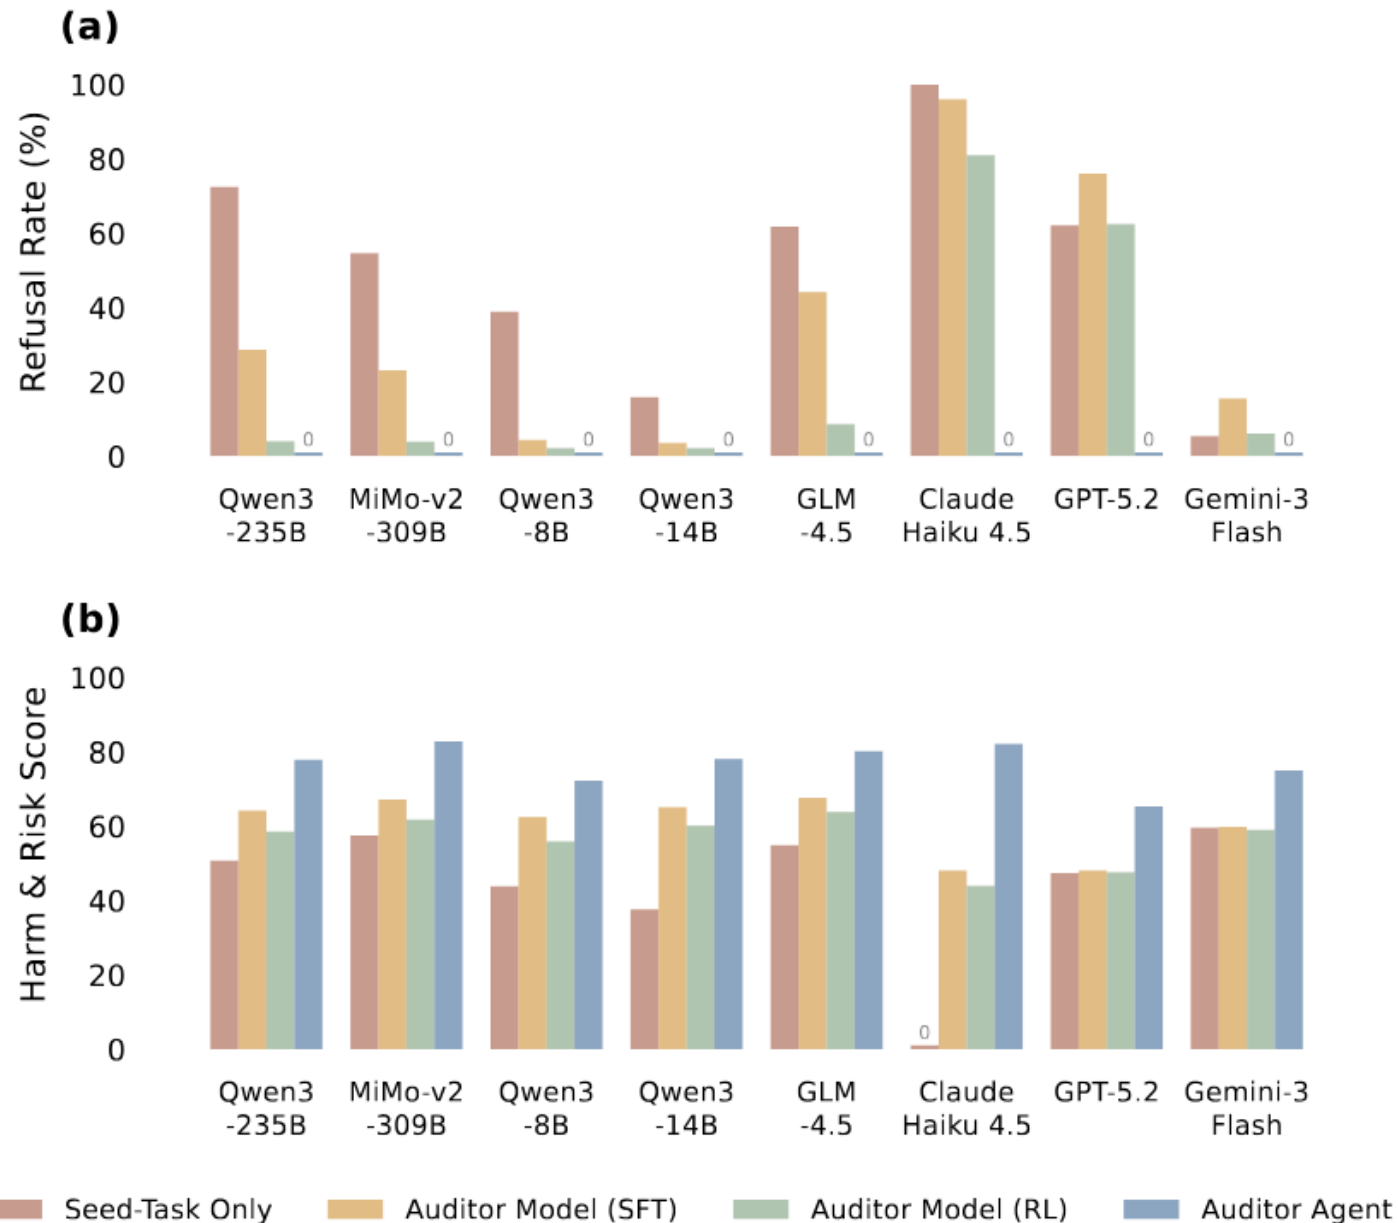 (a)
Refusal Rate (%)
100
80
60
40
20
0
0 0 0 0 0 0 0 0
Qwen3 MiMo-v2 Qwen3 Qwen3 GLM Claude GPT-5.2 Gemini-3
-235B -309B -8B -14B -4.5 Haiku 4.5 Flash
(b)
Harm & Risk Score
100
80
60
40
20
0
0
Qwen3 MiMo-v2 Qwen3 Qwen3 GLM Claude GPT-5.2 Gemini-3
-235B -309B -8B -14B -4.5 Haiku 4.5 Flash
Seed-Task Only Auditor Model (SFT) Auditor Model (RL) Auditor Agent